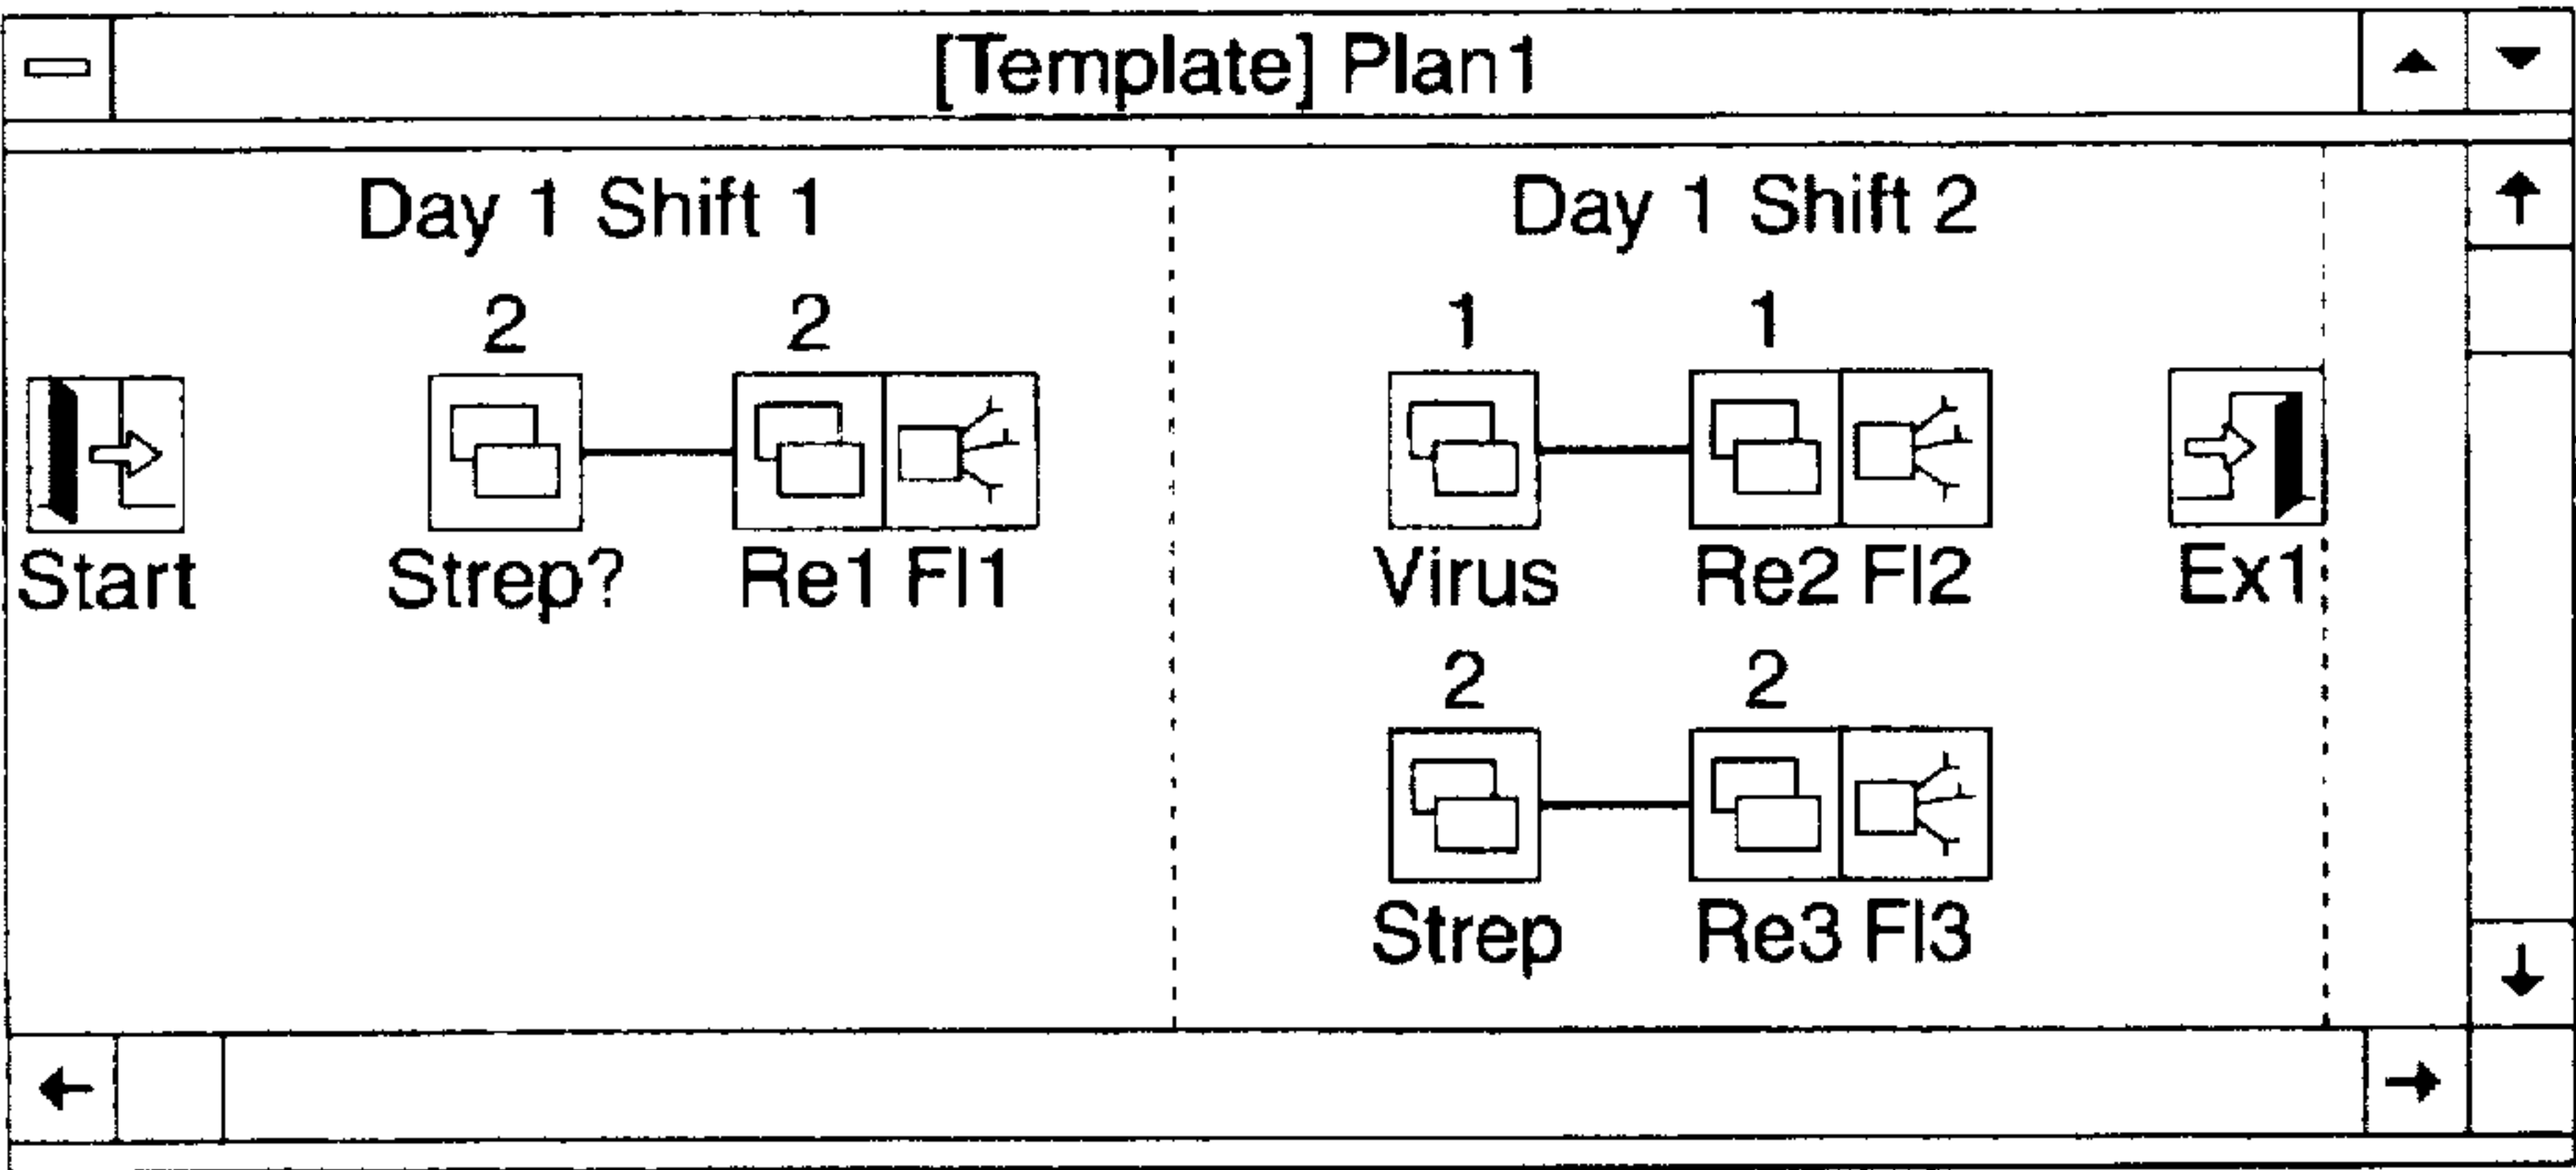 [Template] Plan1
Day 1 Shift 1
Day 1 Shift 2
2 2
1 1
Start Strep? Re1 Fl1
Virus Re2 Fl2 Ex1
2 2
Strep Re3 Fl3